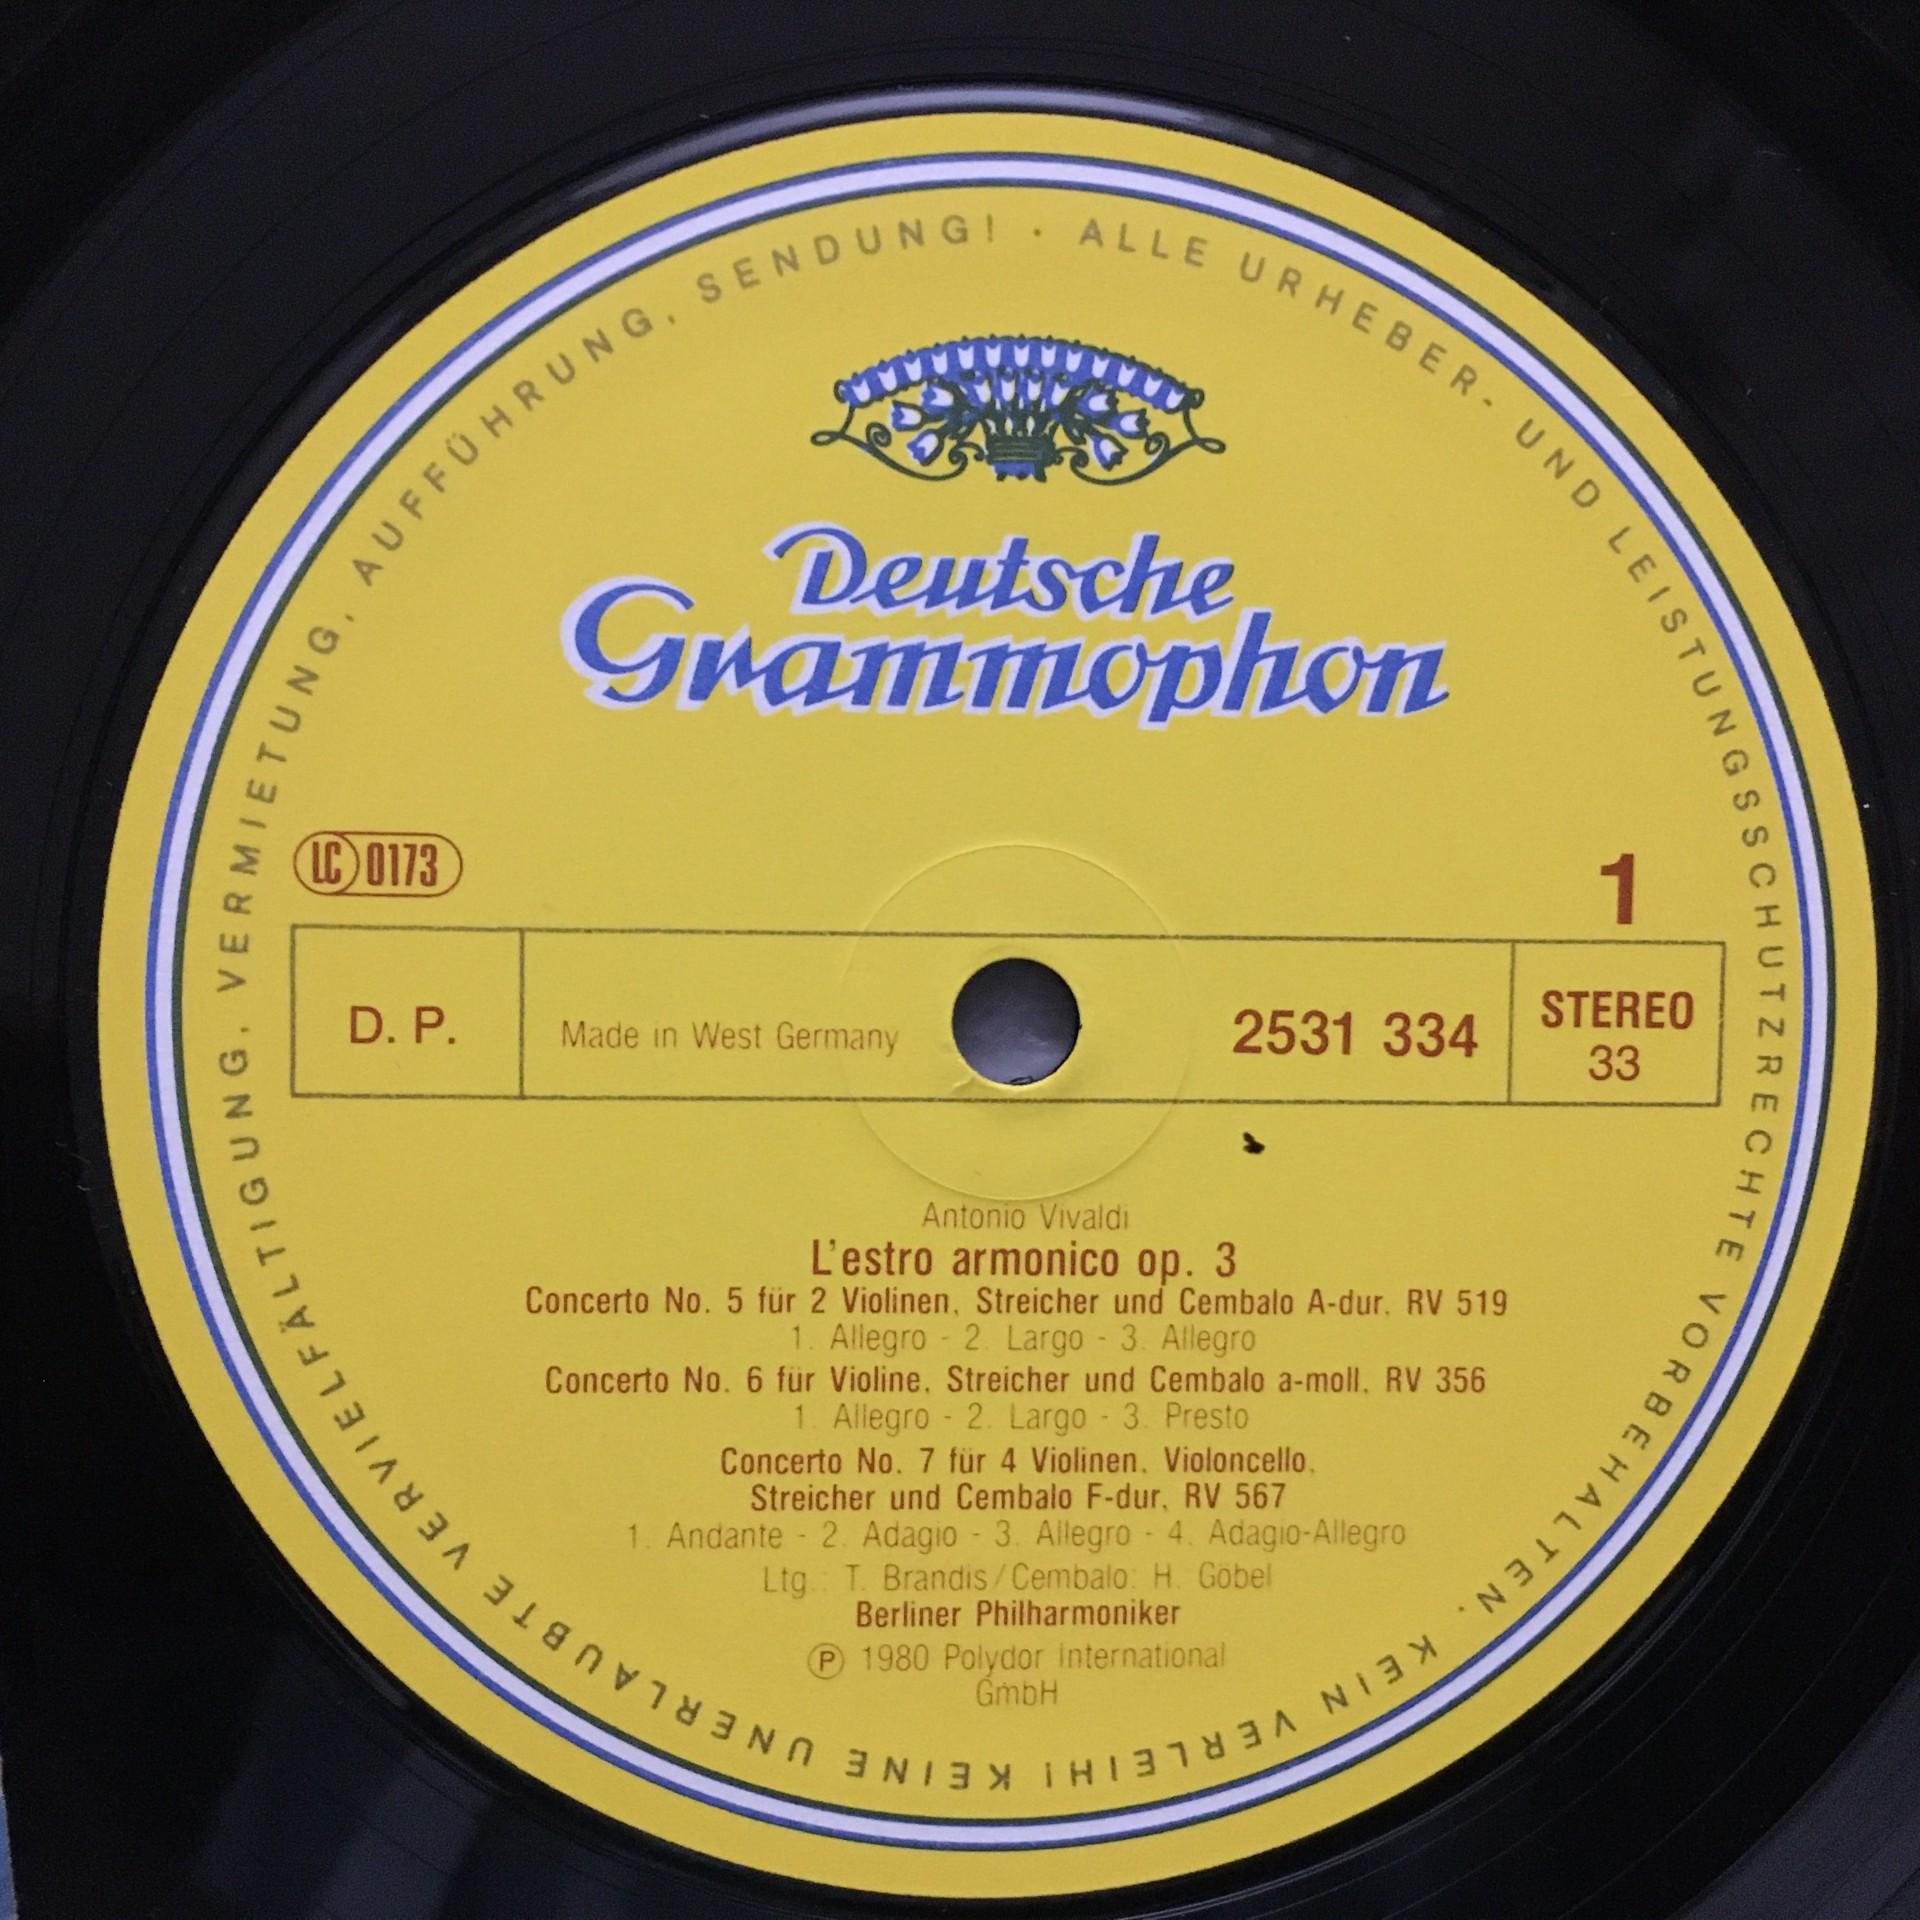 ALLE URHEBER- UND LEISTUNGSSCHUTZRECHTE VORBEHALTEN. KEIN VERLEIH! KEINE UNERLAUBTE VERVIELFÄLTIGUNG, VERMIETUNG, AUFFÜHRUNG, SENDUNG! ·
Deutsche
Grammophon
LC 0173
1
D. P.
Made in West Germany
2531 334
STEREO
33
Antonio Vivaldi
L'estro armonico op. 3
Concerto No. 5 für 2 Violinen, Streicher und Cembalo A-dur, RV 519
1. Allegro - 2. Largo - 3. Allegro
Concerto No. 6 für Violine, Streicher und Cembalo a-moll, RV 356
1. Allegro - 2. Largo - 3. Presto
Concerto No. 7 für 4 Violinen, Violoncello,
Streicher und Cembalo F-dur, RV 567
1. Andante - 2. Adagio - 3. Allegro - 4. Adagio-Allegro
Ltg.: T. Brandis/Cembalo: H. Göbel
Berliner Philharmoniker
Ⓟ 1980 Polydor International
GmbH